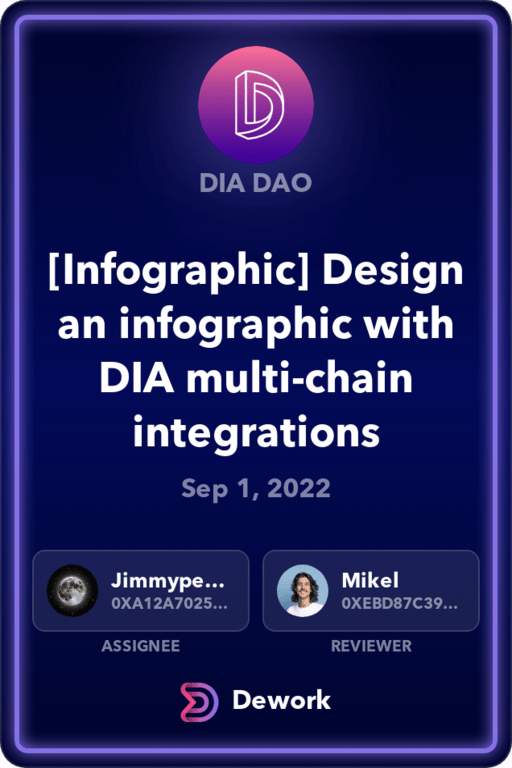 DIA DAO
[Infographic] Design
an infographic with
DIA multi-chain
integrations
Sep 1, 2022
Jimmype...
0XA12A7025...
ASSIGNEE
Mikel
0XEBD87C39...
REVIEWER
Dework